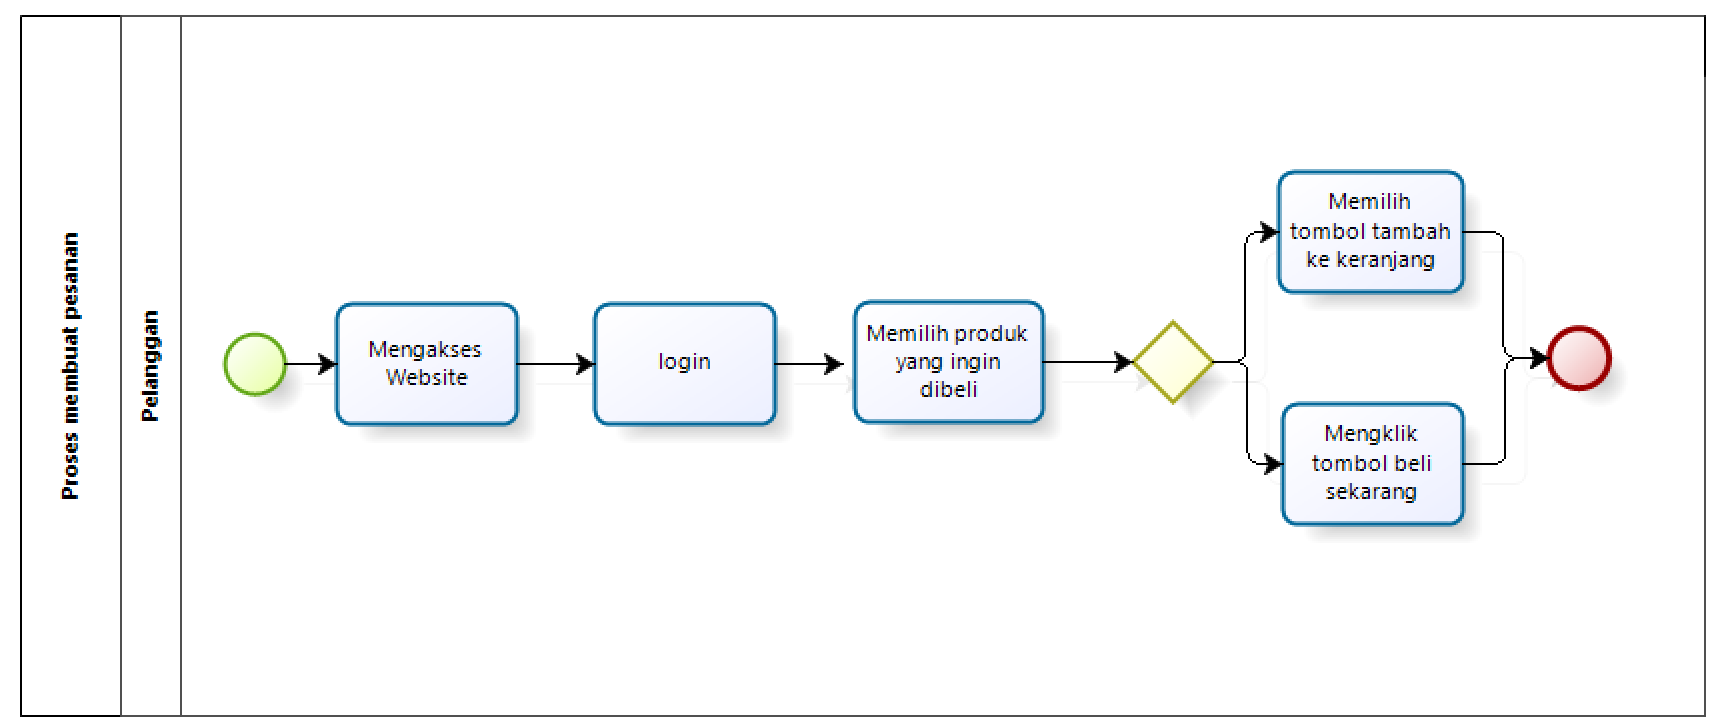 Proses membuat pesanan
Pelanggan
Mengakses
Website
login
Memilih produk
yang ingin
dibeli
Memilih
tombol tambah
ke keranjang
Mengklik
tombol beli
sekarang